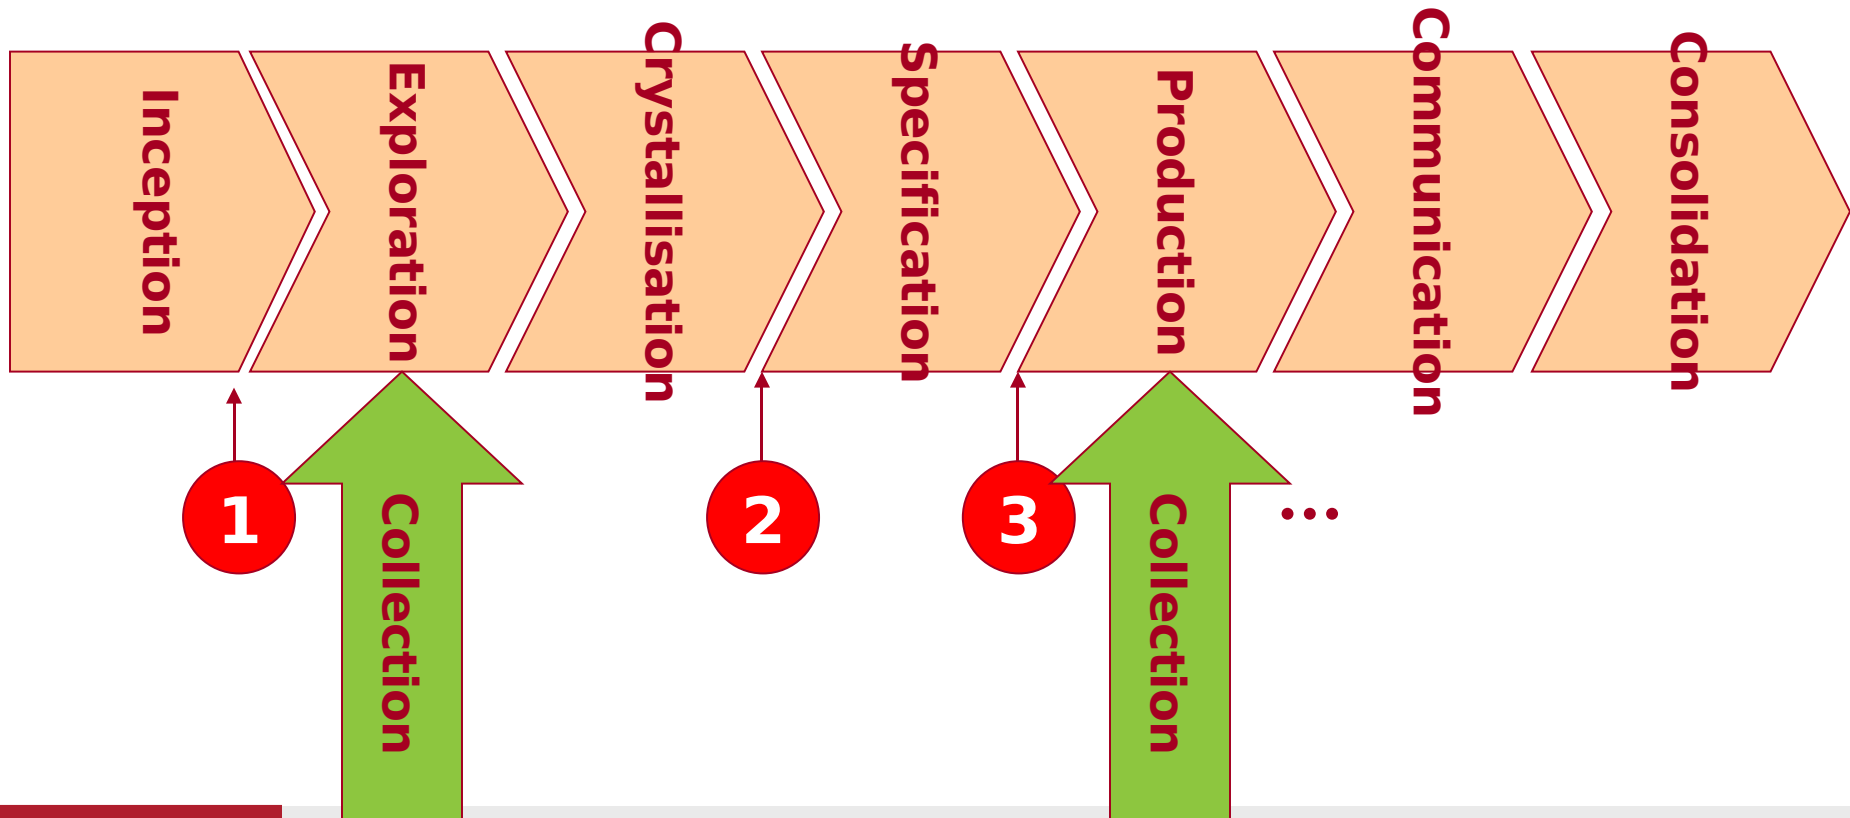 Inception
Exploration
Crystallisation
Specification
Production
Communication
Consolidation
1
Collection
2
3
Collection
...